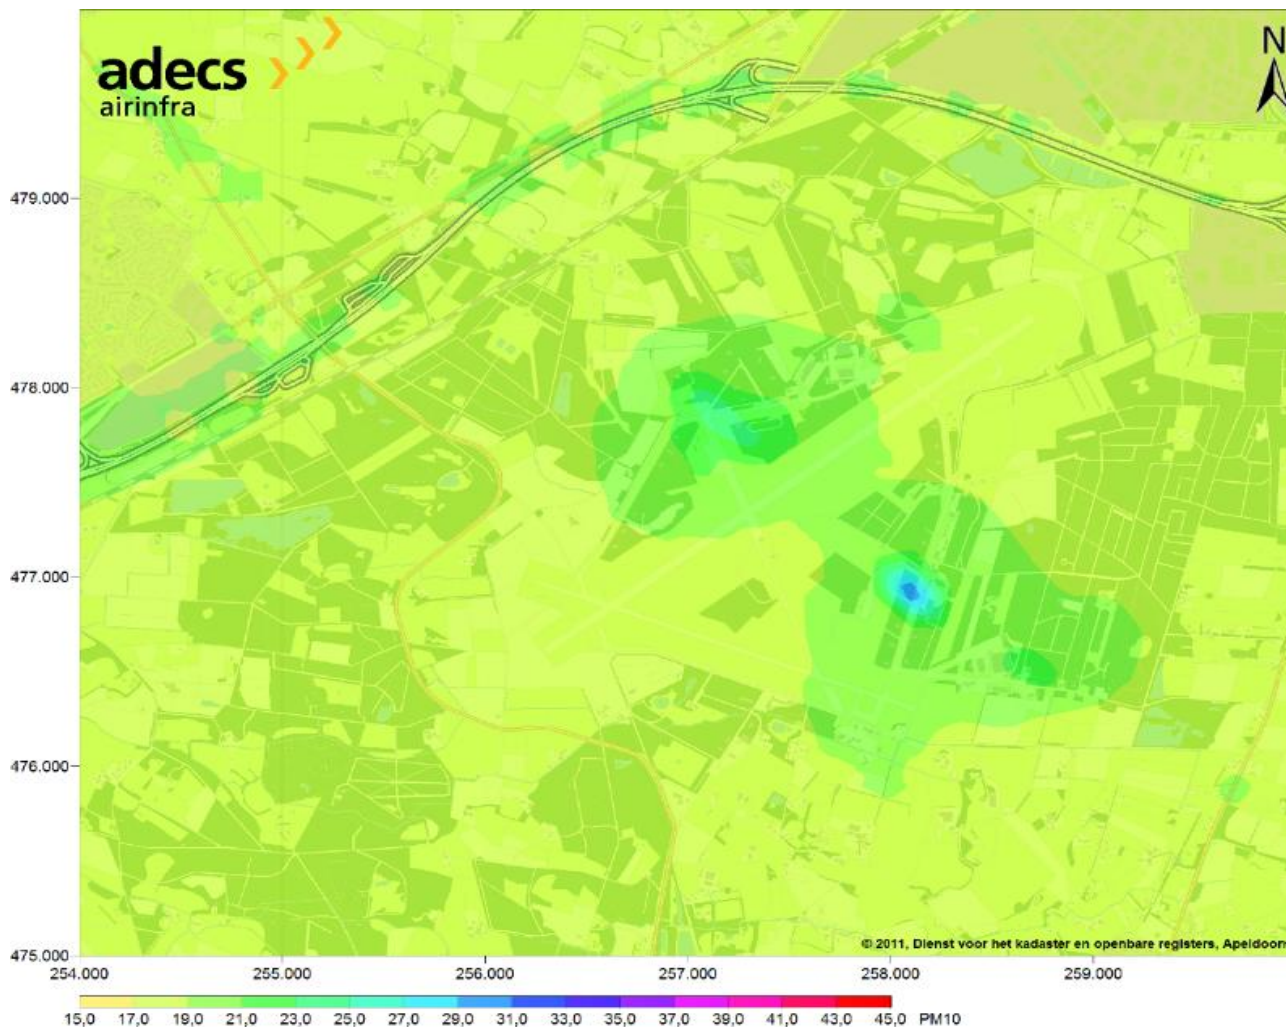 adecs
airinfra
N
479.000
478.000
477.000
476.000
475.000
© 2011, Dienst voor het kadaster en openbare registers, Apeldoorn
254.000 255.000 256.000 257.000 258.000 259.000
15,0 17,0 19,0 21,0 23,0 25,0 27,0 29,0 31,0 33,0 35,0 37,0 39,0 41,0 43,0 45,0 PM10